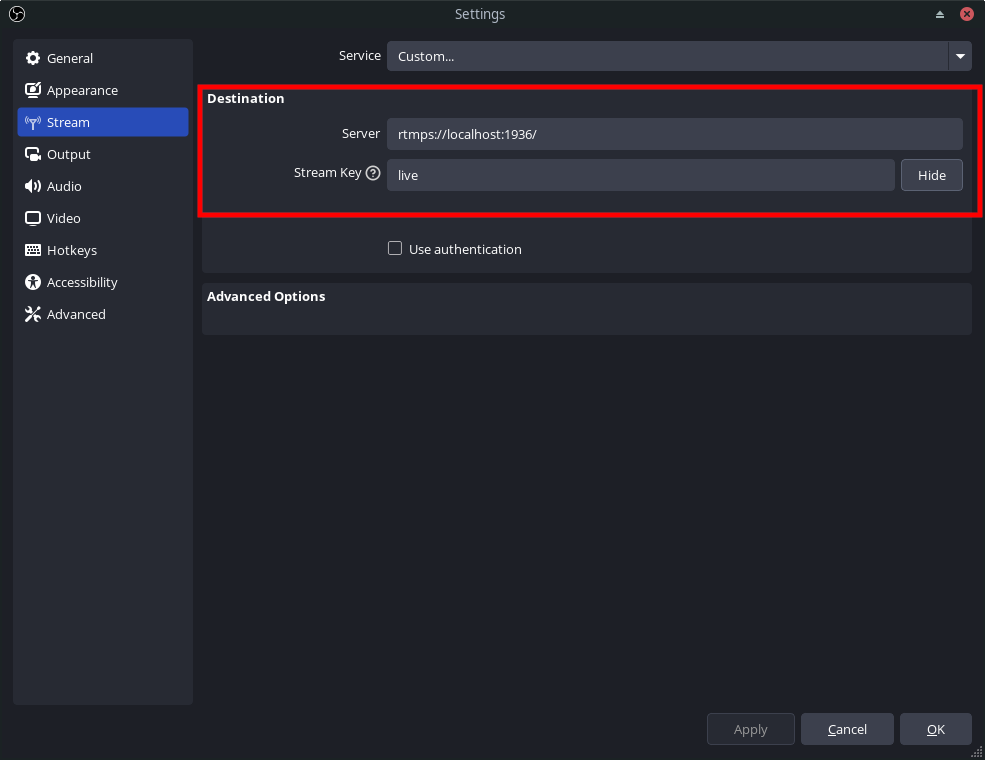 Settings
General
Appearance
Stream
Output
Audio
Video
Hotkeys
Accessibility
Advanced
Service
Custom...
Destination
Server
rtmps://localhost:1936/
Stream Key ?
live
Hide
Use authentication
Advanced Options
Apply
Cancel
OK